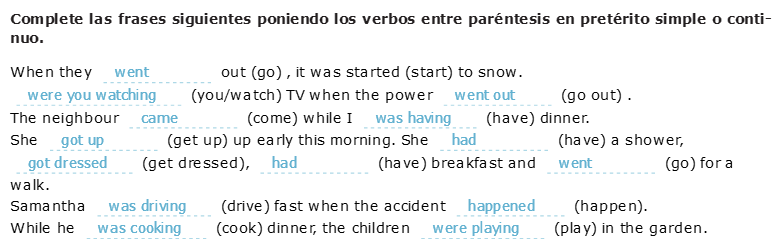 Complete las frases siguientes poniendo los verbos entre paréntesis en pretérito simple o conti-
nuo.
When they went out (go) , it was started (start) to snow.
were you watching (you/watch) TV when the power went out (go out) .
The neighbour came (come) while I was having (have) dinner.
She got up (get up) up early this morning. She had (have) a shower,
got dressed (get dressed), had (have) breakfast and went (go) for a
walk.
Samantha was driving (drive) fast when the accident happened (happen).
While he was cooking (cook) dinner, the children were playing (play) in the garden.